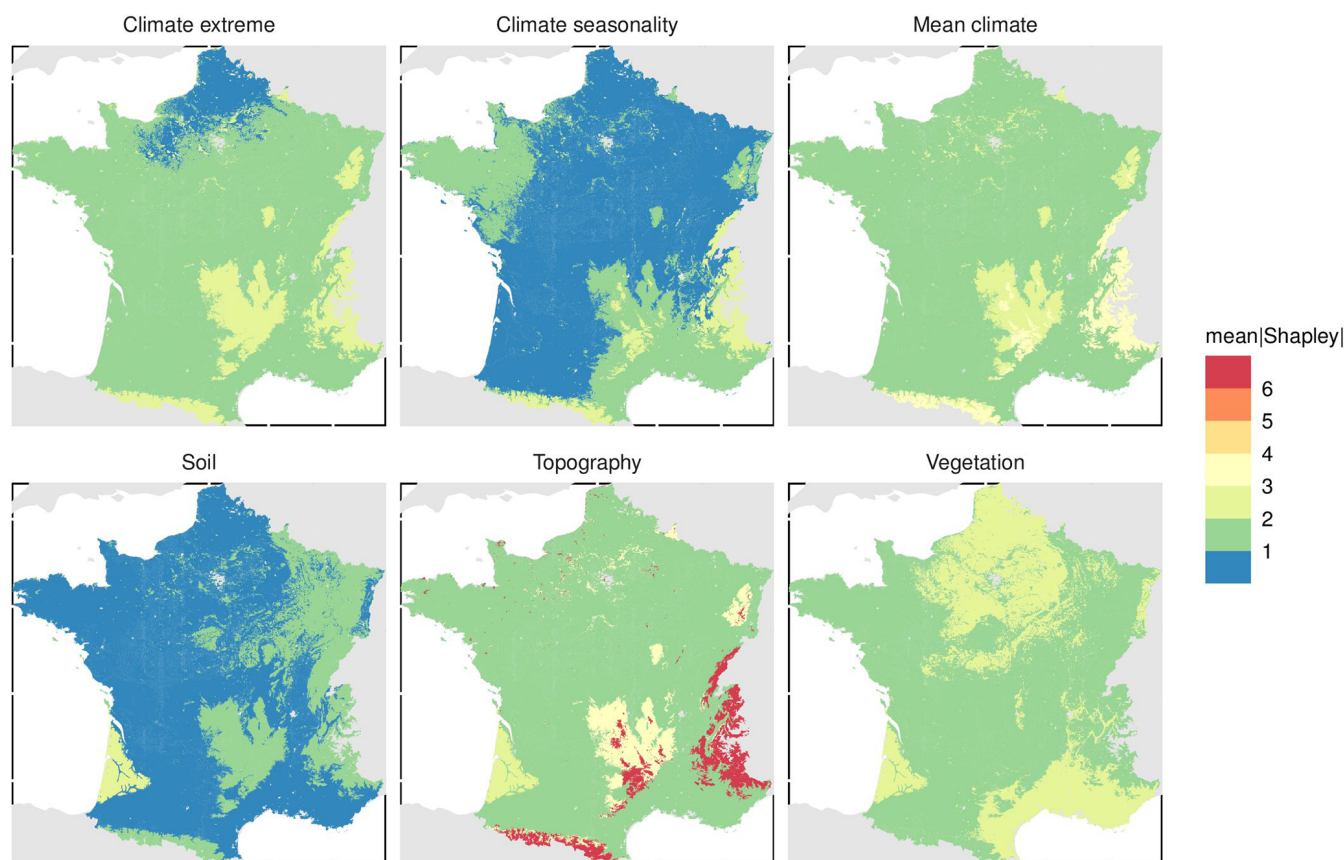 Climate extreme
Climate seasonality
Mean climate
Soil
Topography
Vegetation
mean|Shapley|
6
5
4
3
2
1